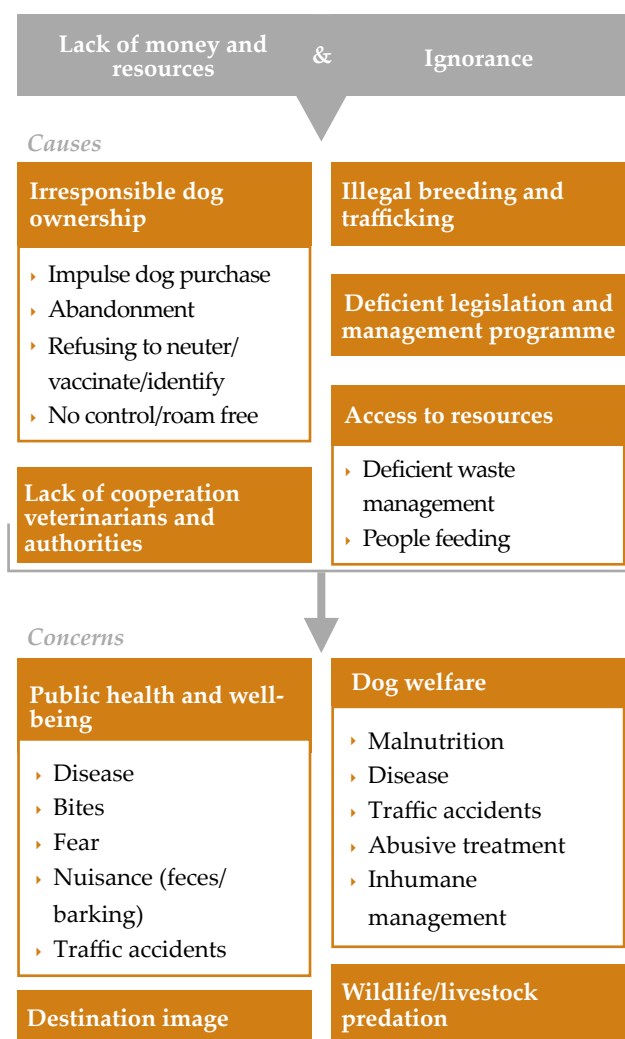 Lack of money and
resources
&
Ignorance
Causes
Irresponsible dog
ownership
‣ Impulse dog purchase
‣ Abandonment
‣ Refusing to neuter/
vaccinate/identify
‣ No control/roam free
Lack of cooperation
veterinarians and
authorities
Illegal breeding and
trafficking
Deficient legislation and
management programme
Access to resources
‣ Deficient waste
management
‣ People feeding
Concerns
Public health and well-
being
‣ Disease
‣ Bites
‣ Fear
‣ Nuisance (feces/
barking)
‣ Traffic accidents
Destination image
Dog welfare
‣ Malnutrition
‣ Disease
‣ Traffic accidents
‣ Abusive treatment
‣ Inhumane
management
Wildlife/livestock
predation